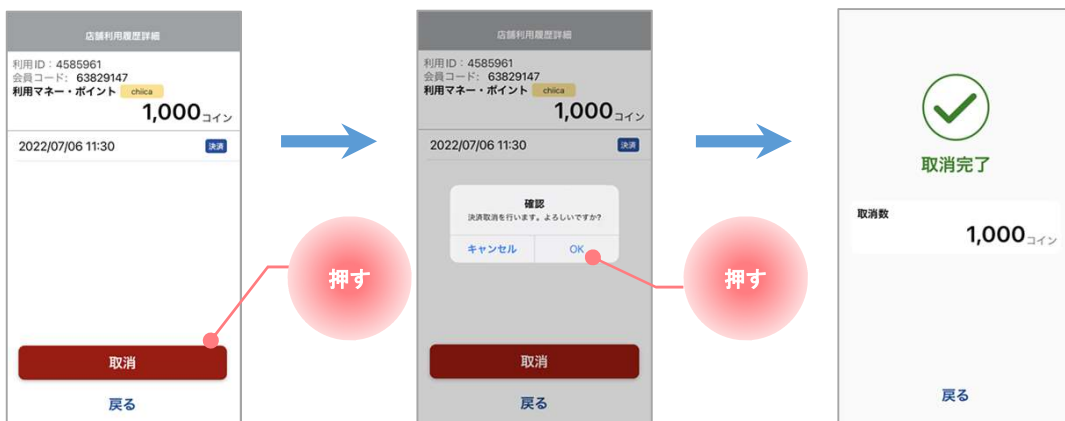 店舗利用履歴詳細
利用ID:4585961
会員コード: 63829147
利用マネー・ポイント chiica
1,000コイン
2022/07/06 11:30 決済
取消
戻る
押す
店舗利用履歴詳細
利用ID:4585961
会員コード: 63829147
利用マネー・ポイント chiica
1,000コイン
2022/07/06 11:30 決済
確認
決済取消を行います。よろしいですか?
キャンセル OK
取消
戻る
押す
取消完了
取消数
1,000コイン
戻る